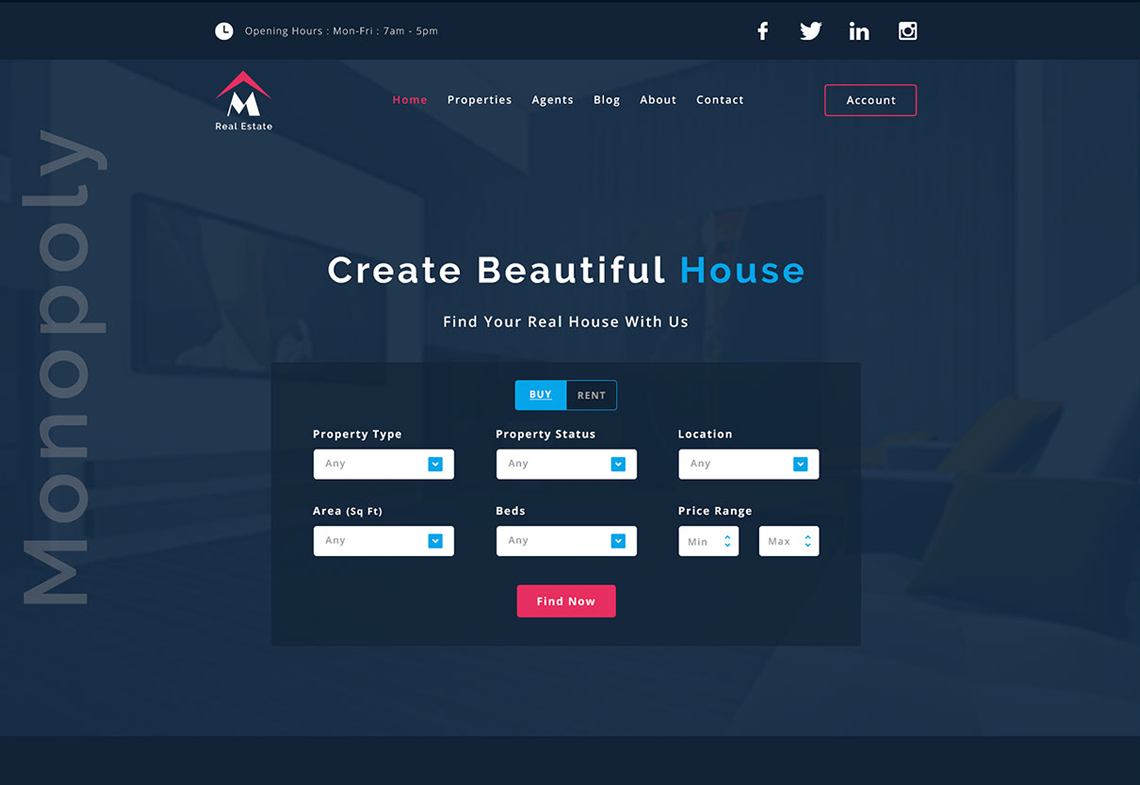 Opening Hours : Mon-Fri : 7am - 5pm
M
Real Estate
Home Properties Agents Blog About Contact
Account
Monopoly
Create Beautiful House
Find Your Real House With Us
BUY RENT
Property Type Property Status Location
Any Any Any
Area (Sq Ft) Beds Price Range
Any Any Min Max
Find Now